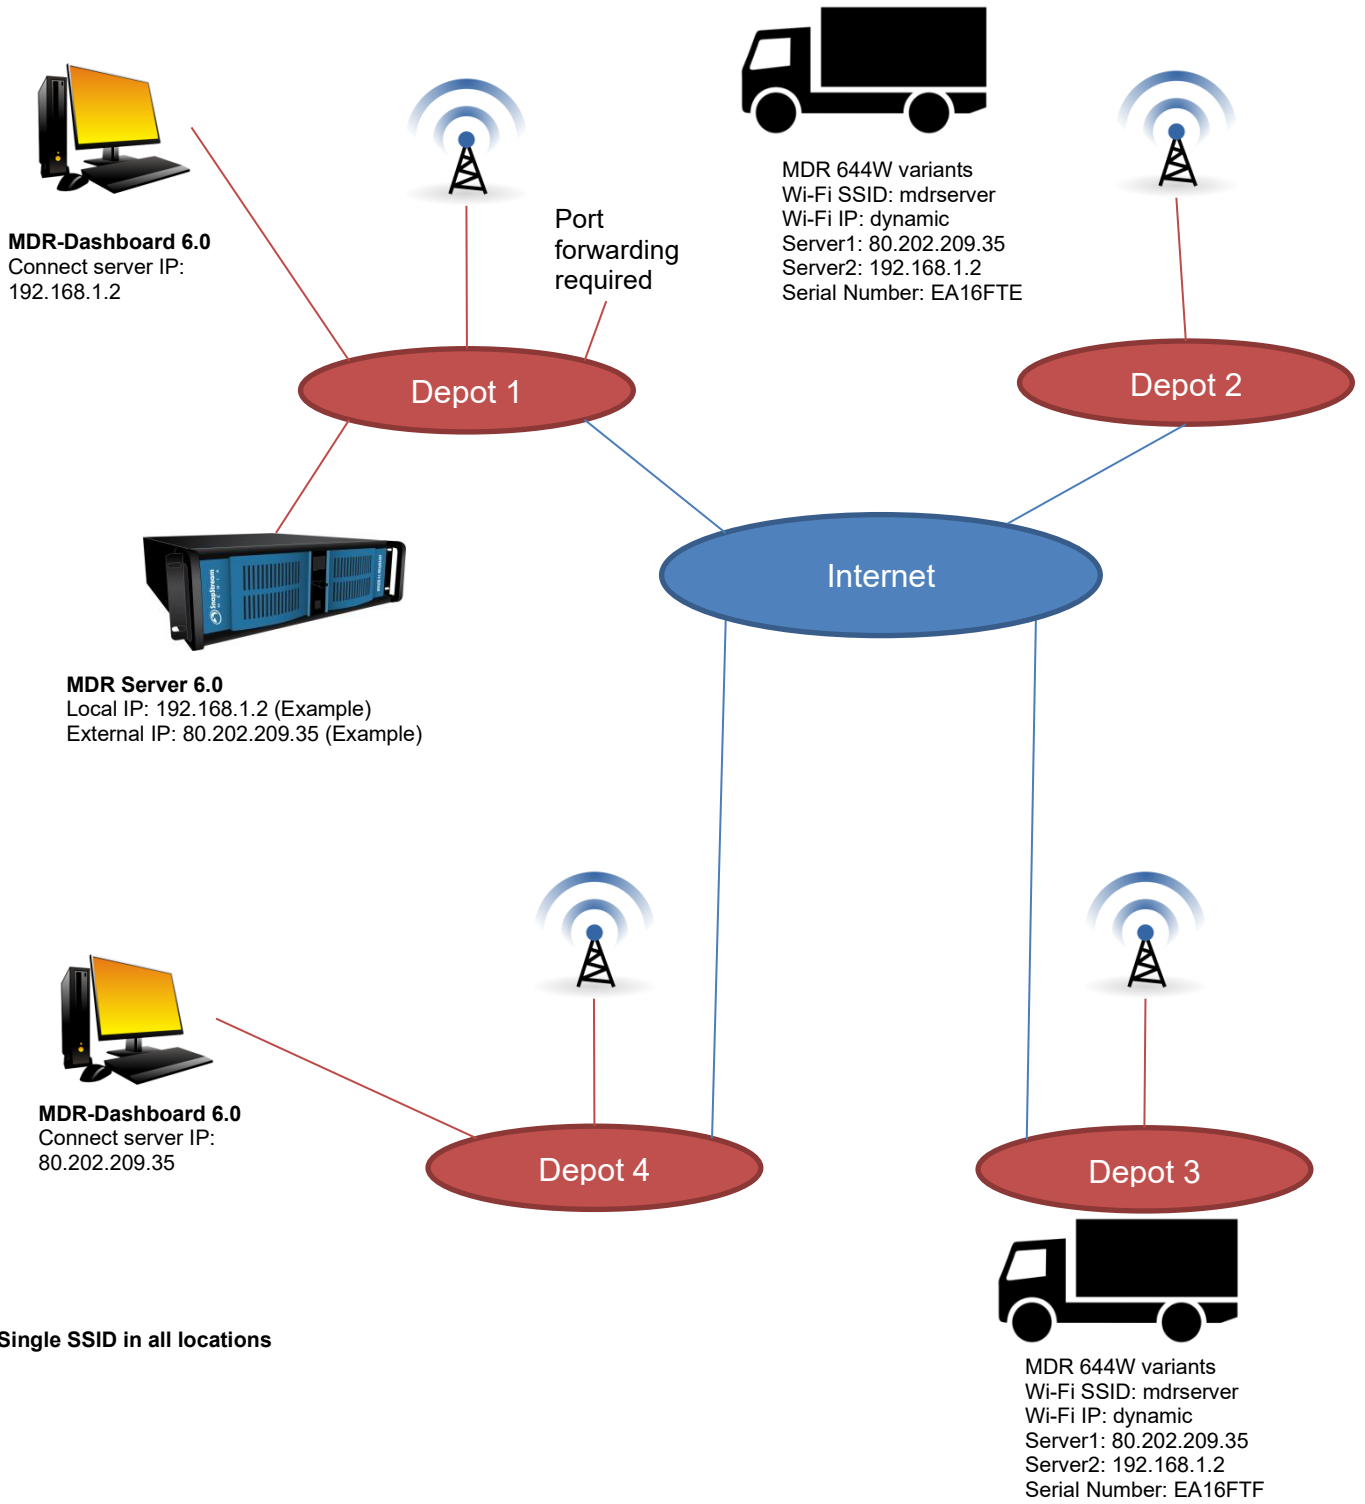 MDR 644W variants
Wi-Fi SSID: mdrserver
Wi-Fi IP: dynamic
Server1: 80.202.209.35
Server2: 192.168.1.2
Serial Number: EA16FTE
Port
forwarding
required
MDR-Dashboard 6.0
Connect server IP:
192.168.1.2
Depot 1
Depot 2
Internet
SnapStream
MDR Server 6.0
Local IP: 192.168.1.2 (Example)
External IP: 80.202.209.35 (Example)
MDR-Dashboard 6.0
Connect server IP:
80.202.209.35
Depot 4
Depot 3
Single SSID in all locations
MDR 644W variants
Wi-Fi SSID: mdrserver
Wi-Fi IP: dynamic
Server1: 80.202.209.35
Server2: 192.168.1.2
Serial Number: EA16FTF